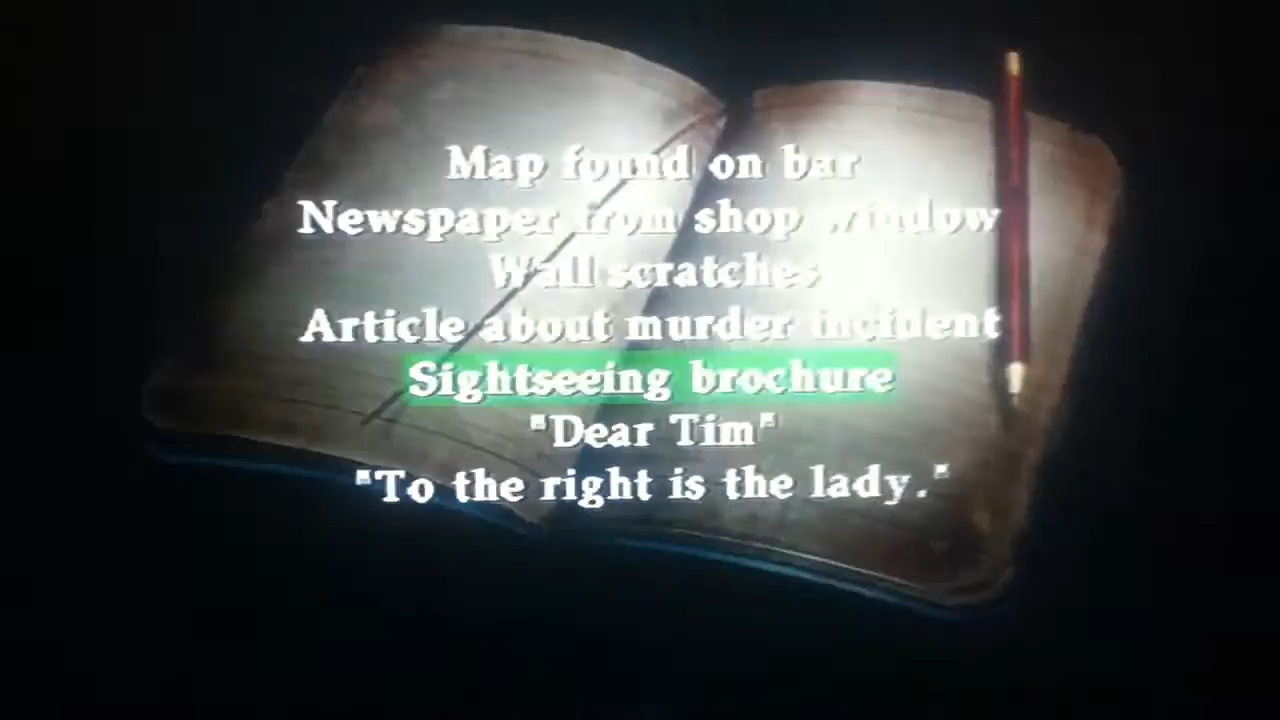 Map found on bar
Newspaper from shop window
Wall scratches
Article about murder incident
Sightseeing brochure
"Dear Tim"
"To the right is the lady."